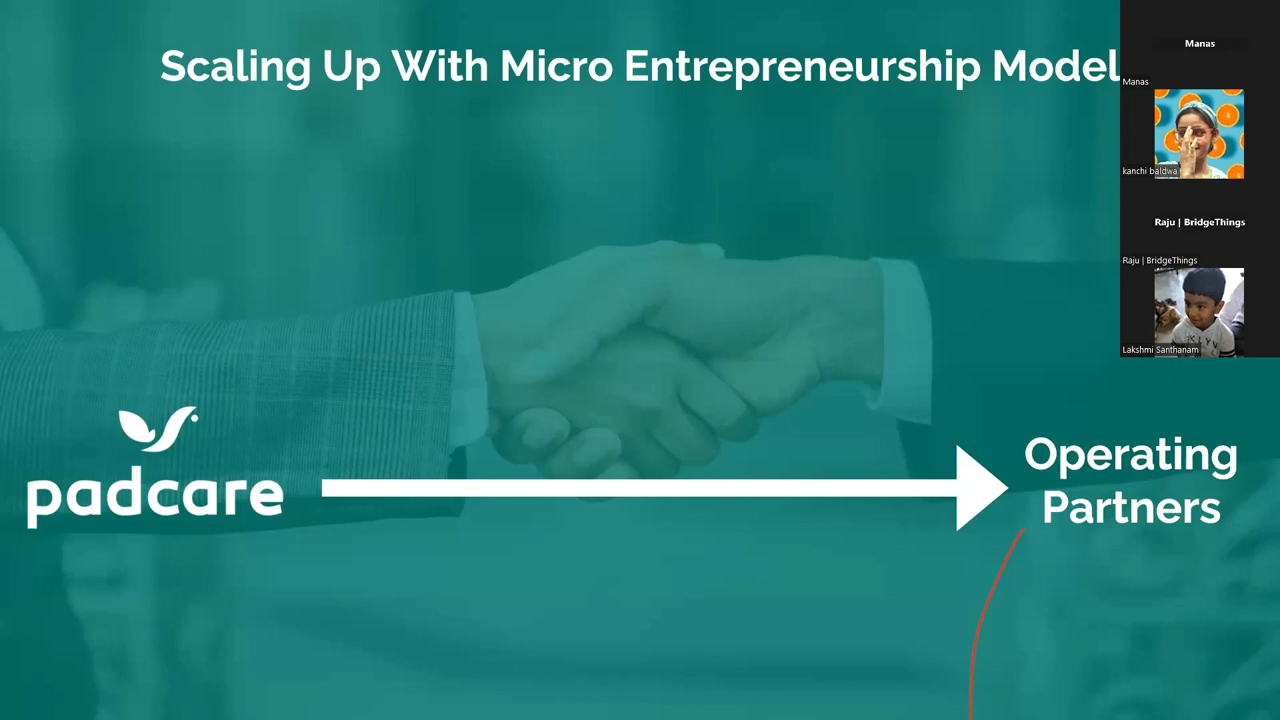 Scaling Up With Micro Entrepreneurship Model
Manas
Manas
kanchi baldwa
Raju | BridgeThings
Raju | BridgeThings
Lakshmi Santhanam
padcare
Operating
Partners